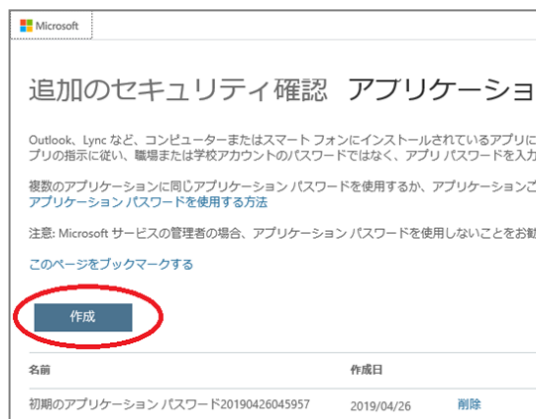 Microsoft
追加のセキュリティ確認 アプリケーショ
Outlook、Lync など、コンピューターまたはスマート フォンにインストールされているアプリに
プリの指示に従い、職場または学校アカウントのパスワードではなく、アプリ パスワードを入力
複数のアプリケーションに同じアプリケーション パスワードを使用するか、アプリケーションご
アプリケーション パスワードを使用する方法
注意: Microsoft サービスの管理者の場合、アプリケーション パスワードを使用しないことをお勧
このページをブックマークする
作成
名前 作成日
初期のアプリケーション パスワード20190426045957 2019/04/26 削除